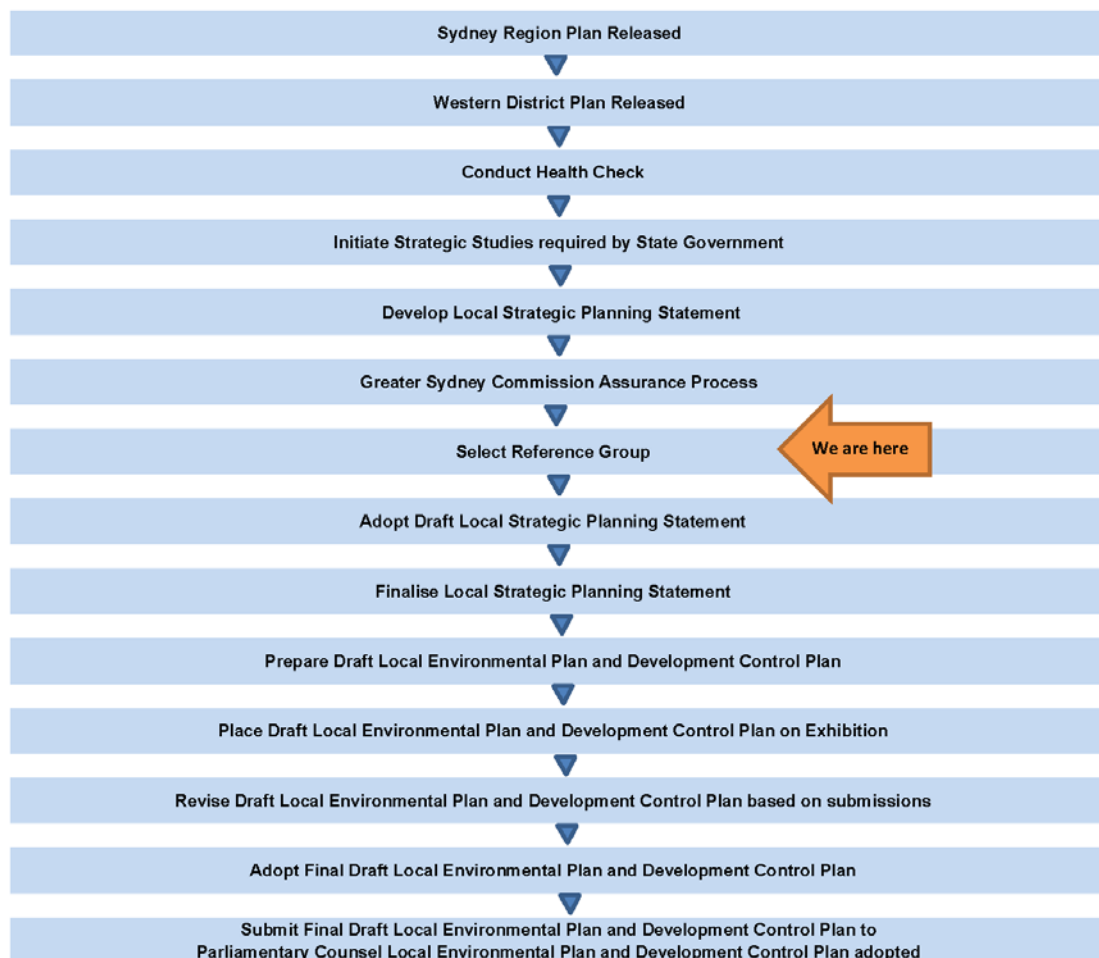 Sydney Region Plan Released
Western District Plan Released
Conduct Health Check
Initiate Strategic Studies required by State Government
Develop Local Strategic Planning Statement
Greater Sydney Commission Assurance Process
Select Reference Group
We are here
Adopt Draft Local Strategic Planning Statement
Finalise Local Strategic Planning Statement
Prepare Draft Local Environmental Plan and Development Control Plan
Place Draft Local Environmental Plan and Development Control Plan on Exhibition
Revise Draft Local Environmental Plan and Development Control Plan based on submissions
Adopt Final Draft Local Environmental Plan and Development Control Plan
Submit Final Draft Local Environmental Plan and Development Control Plan to
Parliamentary Counsel Local Environmental Plan and Development Control Plan adopted